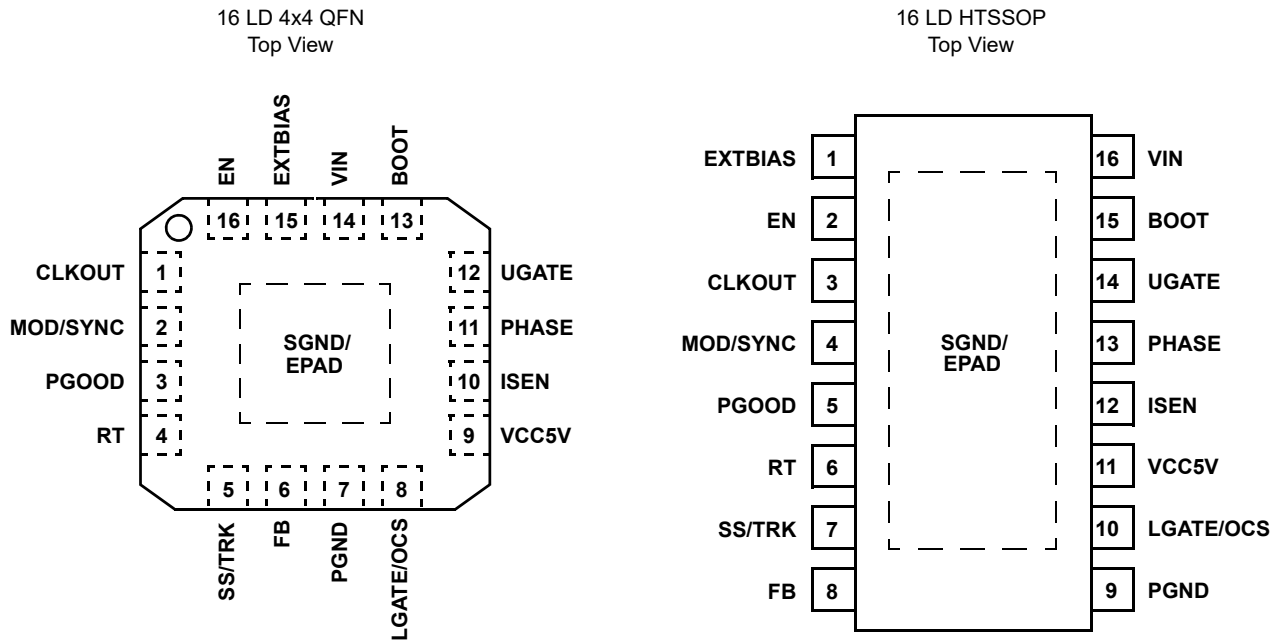 16 LD 4x4 QFN
Top View
EN
EXTBIAS
VIN
BOOT
16
15
14
13
CLKOUT 1
12 UGATE
MOD/SYNC 2
11 PHASE
PGOOD 3
10 ISEN
RT 4
9 VCC5V
SGND/
EPAD
5
6
7
8
SS/TRK
FB
PGND
LGATE/OCS
16 LD HTSSOP
Top View
EXTBIAS 1
16 VIN
EN 2
15 BOOT
CLKOUT 3
14 UGATE
MOD/SYNC 4
13 PHASE
SGND/
EPAD
PGOOD 5
12 ISEN
RT 6
11 VCC5V
SS/TRK 7
10 LGATE/OCS
FB 8
9 PGND